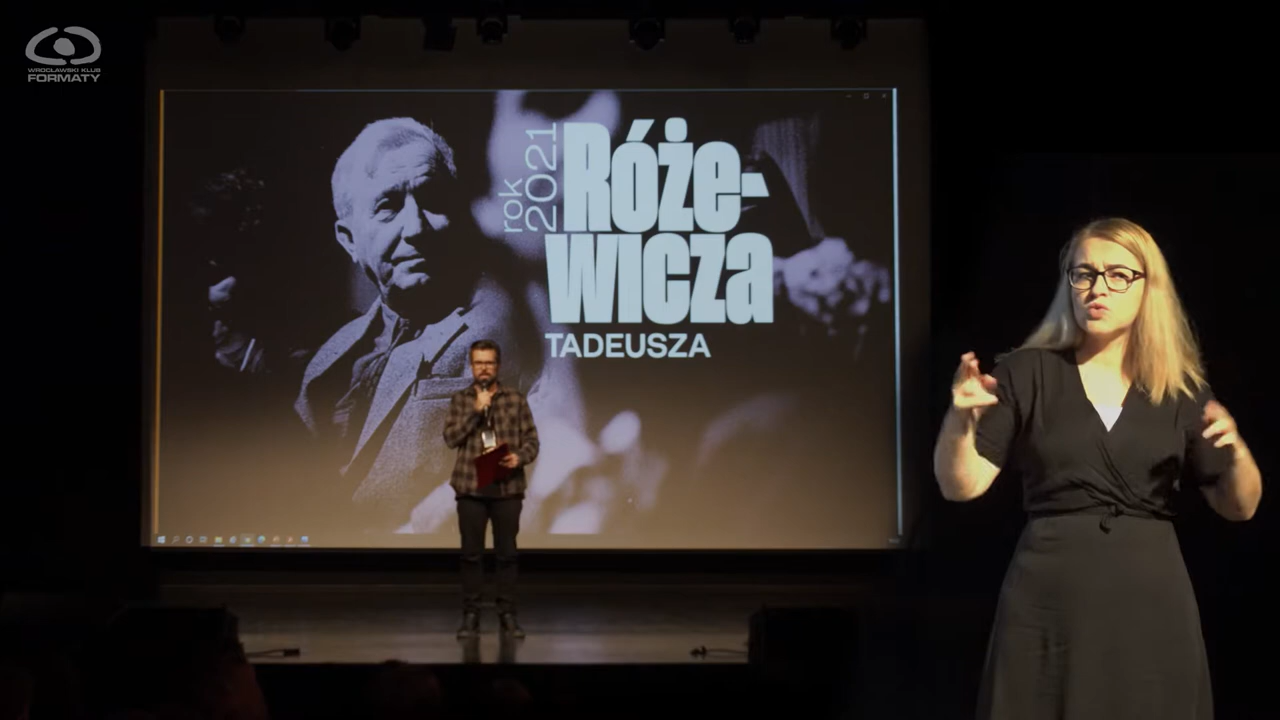 WROCŁAWSKI KLUB
FORMATY
rok
2021
Róże-
wicza
TADEUSZA